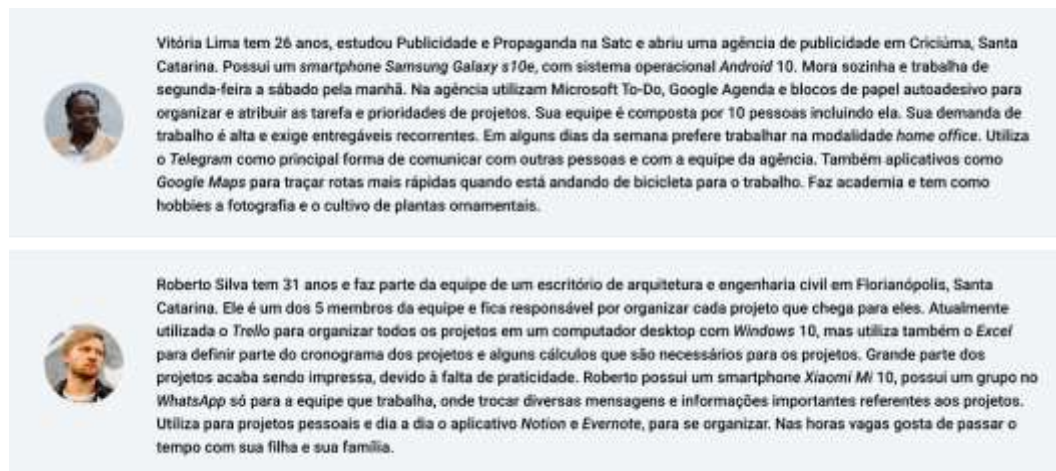 Vitória Lima tem 26 anos, estudou Publicidade e Propaganda na Satc e abriu uma agência de publicidade em Criciúma, Santa
Catarina. Possui um smartphone Samsung Galaxy s10e, com sistema operacional Android 10. Mora sozinha e trabalha de
segunda-feira a sábado pela manhã. Na agência utilizam Microsoft To-Do, Google Agenda e blocos de papel autoadesivo para
organizar e atribuir as tarefa e prioridades de projetos. Sua equipe é composta por 10 pessoas incluindo ela. Sua demanda de
trabalho é alta e exige entregáveis recorrentes. Em alguns dias da semana prefere trabalhar na modalidade home office. Utiliza
o Telegram como principal forma de comunicar com outras pessoas e com a equipe da agência. Também aplicativos como
Google Maps para traçar rotas mais rápidas quando está andando de bicicleta para o trabalho. Faz academia e tem como
hobbies a fotografia e o cultivo de plantas ornamentais.
Roberto Silva tem 31 anos e faz parte da equipe de um escritório de arquitetura e engenharia civil em Florianópolis, Santa
Catarina. Ele é um dos 5 membros da equipe e fica responsável por organizar cada projeto que chega para eles. Atualmente
utilizada o Trello para organizar todos os projetos em um computador desktop com Windows 10, mas utiliza também o Excel
para definir parte do cronograma dos projetos e alguns cálculos que são necessários para os projetos. Grande parte dos
projetos acaba sendo impressa, devido à falta de praticidade. Roberto possui um smartphone Xiaomi Mi 10, possui um grupo no
WhatsApp só para a equipe que trabalha, onde trocar diversas mensagens e informações importantes referentes aos projetos.
Utiliza para projetos pessoais e dia a dia o aplicativo Notion e Evernote, para se organizar. Nas horas vagas gosta de passar o
tempo com sua filha e sua família.